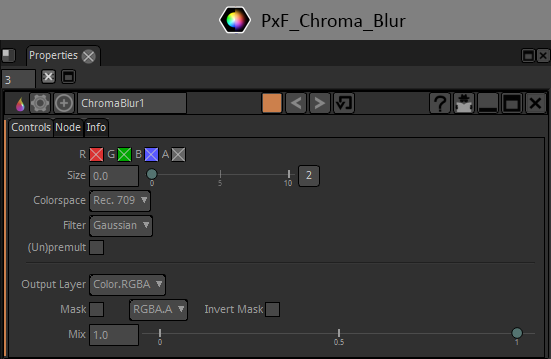 PxF_Chroma_Blur
Properties
3
ChromaBlur1
?
Controls Node Info
R G B A
Size 0.0 0 5 10 2
Colorspace Rec. 709
Filter Gaussian
(Un)premult
Output Layer Color.RGBA
Mask RGBA.A Invert Mask
Mix 1.0 0 0.5 1